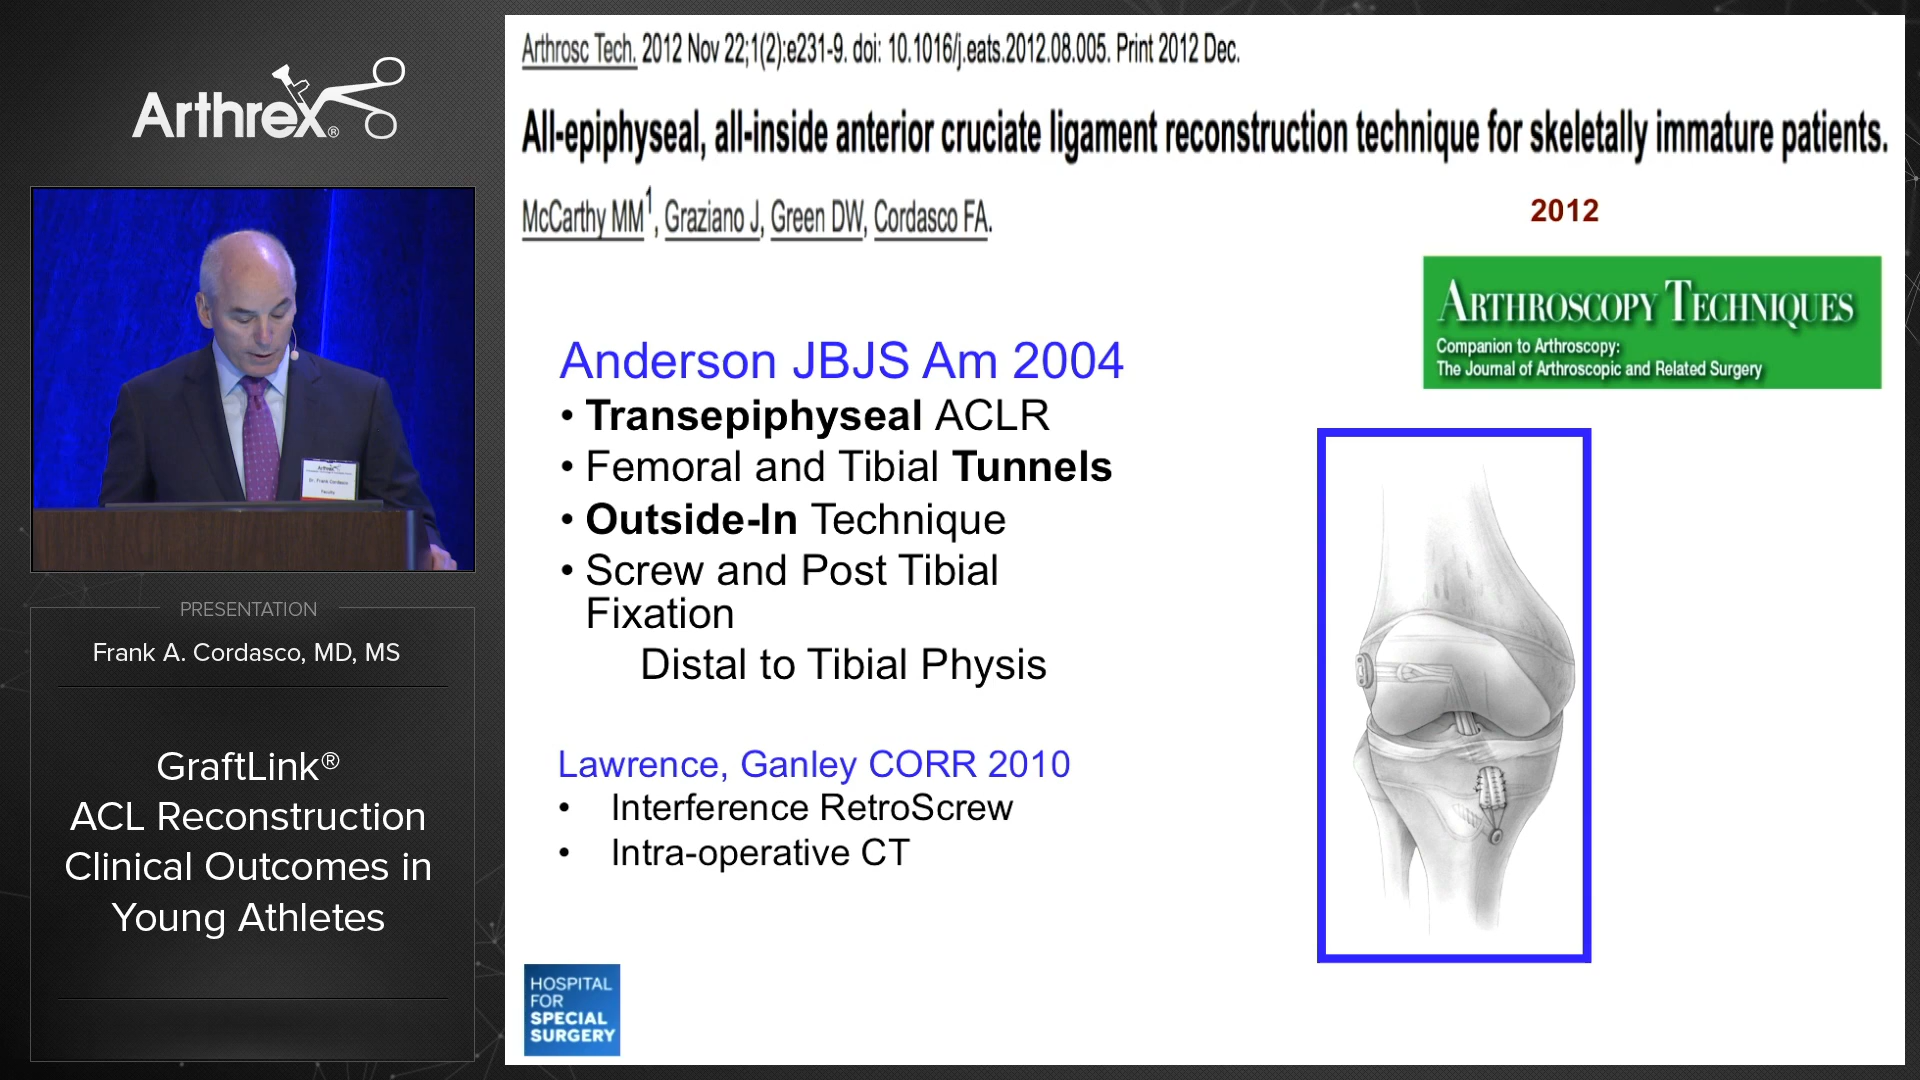 Arthrex®
PRESENTATION
Frank A. Cordasco, MD, MS
GraftLink®
ACL Reconstruction
Clinical Outcomes in
Young Athletes
Arthrosc Tech. 2012 Nov 22;1(2):e231-9. doi: 10.1016/j.eats.2012.08.005. Print 2012 Dec.
All-epiphyseal, all-inside anterior cruciate ligament reconstruction technique for skeletally immature patients.
McCarthy MM1, Graziano J, Green DW, Cordasco FA.
2012
ARTHROSCOPY TECHNIQUES
Companion to Arthroscopy:
The Journal of Arthroscopic and Related Surgery
Anderson JBJS Am 2004
• Transepiphyseal ACLR
• Femoral and Tibial Tunnels
• Outside-In Technique
• Screw and Post Tibial
Fixation
Distal to Tibial Physis
Lawrence, Ganley CORR 2010
• Interference RetroScrew
• Intra-operative CT
HOSPITAL
FOR
SPECIAL
SURGERY
Arthrex
Dr. Frank Cordasco
Faculty